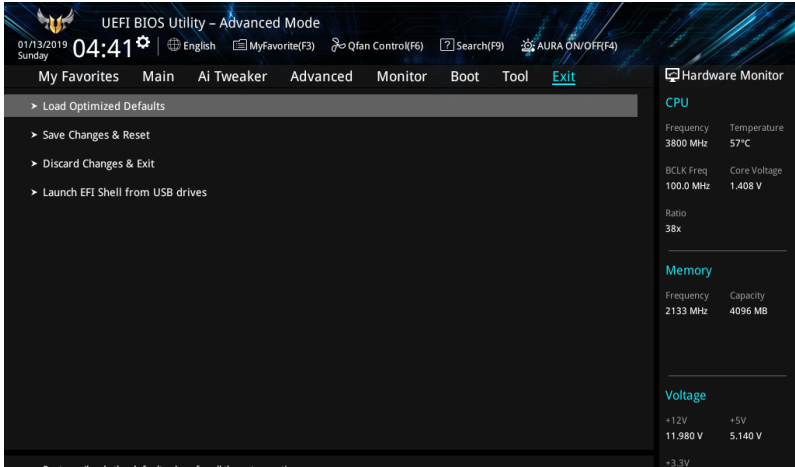 UEFI BIOS Utility – Advanced Mode
01/13/2019
Sunday
04:41
English
MyFavorite(F3)
Qfan Control(F6)
? Search(F9)
AURA ON/OFF(F4)
My Favorites Main Ai Tweaker Advanced Monitor Boot Tool Exit
Hardware Monitor
> Load Optimized Defaults
> Save Changes & Reset
> Discard Changes & Exit
> Launch EFI Shell from USB drives
CPU
Frequency Temperature
3800 MHz 57°C
BCLK Freq Core Voltage
100.0 MHz 1.408 V
Ratio
38x
Memory
Frequency Capacity
2133 MHz 4096 MB
Voltage
+12V +5V
11.980 V 5.140 V
+3.3V